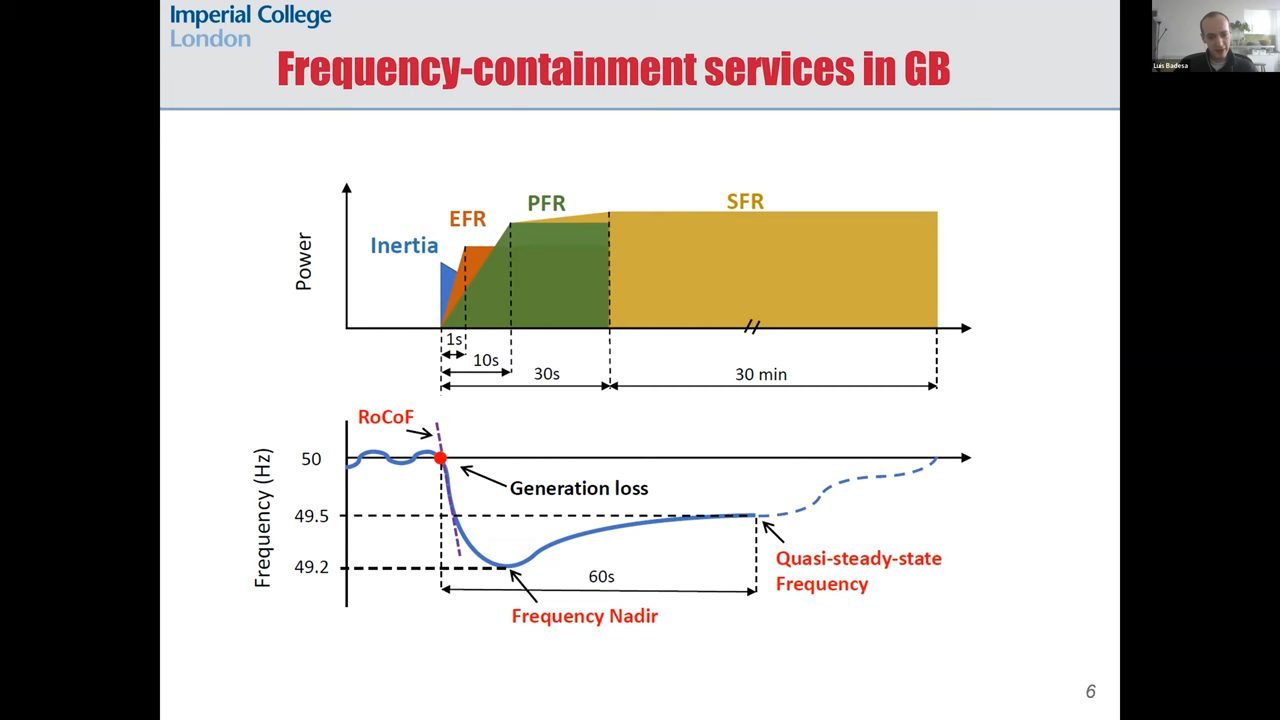 Imperial College
London
Frequency-containment services in GB
Luis Badesa
Power
Inertia
EFR
PFR
SFR
1s
10s
30s
30 min
RoCoF
Frequency (Hz)
50
49.5
49.2
Generation loss
Quasi-steady-state
Frequency
60s
Frequency Nadir
6